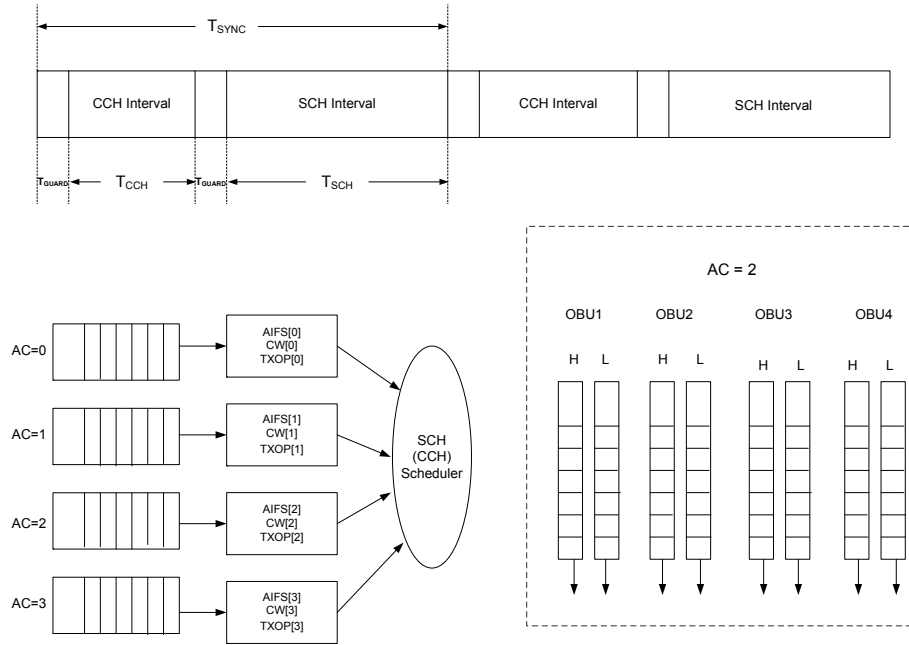 TSYNC
CCH Interval
SCH Interval
CCH Interval
SCH Interval
TGUARD
TCCH
TGUARD
TSCH
AC=0
AIFS[0]
CW[0]
TXOP[0]
AC=1
AIFS[1]
CW[1]
TXOP[1]
AC=2
AIFS[2]
CW[2]
TXOP[2]
AC=3
AIFS[3]
CW[3]
TXOP[3]
SCH
(CCH)
Scheduler
AC = 2
OBU1 OBU2 OBU3 OBU4
H L H L H L H L